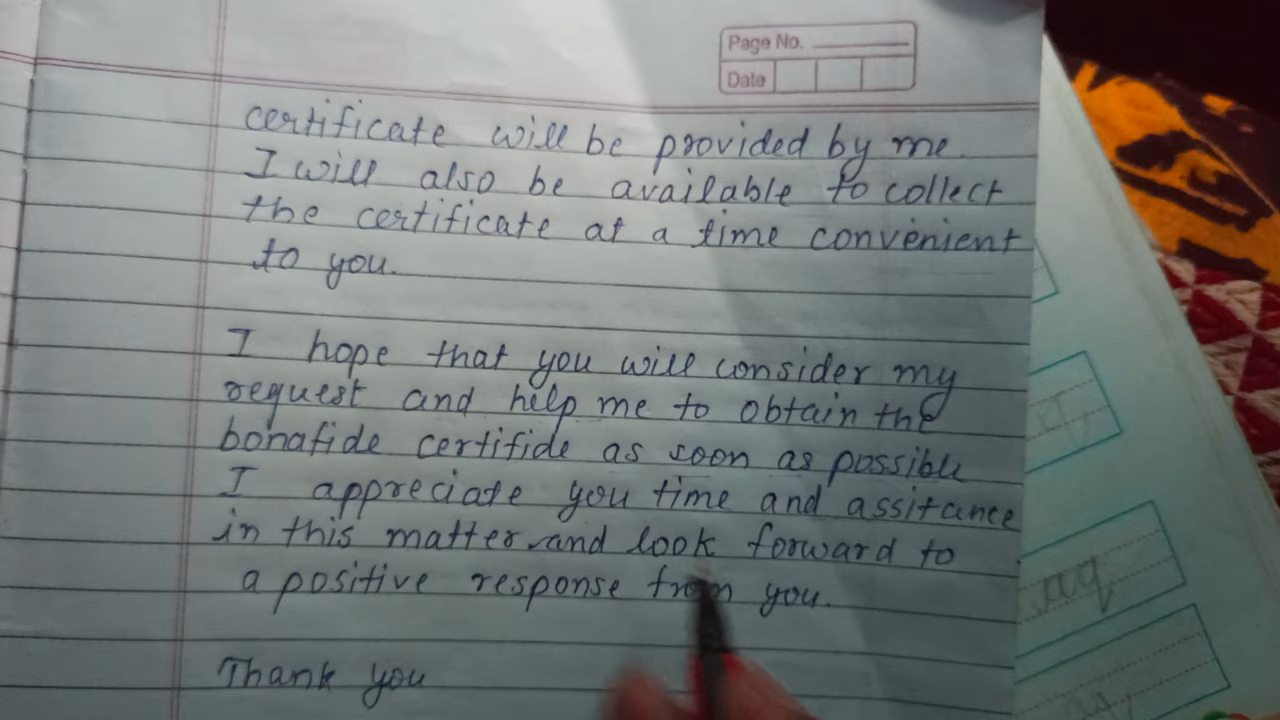 Page No.
Date
certificate will be provided by me.
I will also be available to collect
the certificate at a time convenient
to you.
I hope that you will consider my
request and help me to obtain the
bonafide certifide as soon as possible
I appreciate you time and assitance
in this matter and look forward to
a positive response from you.
Thank you